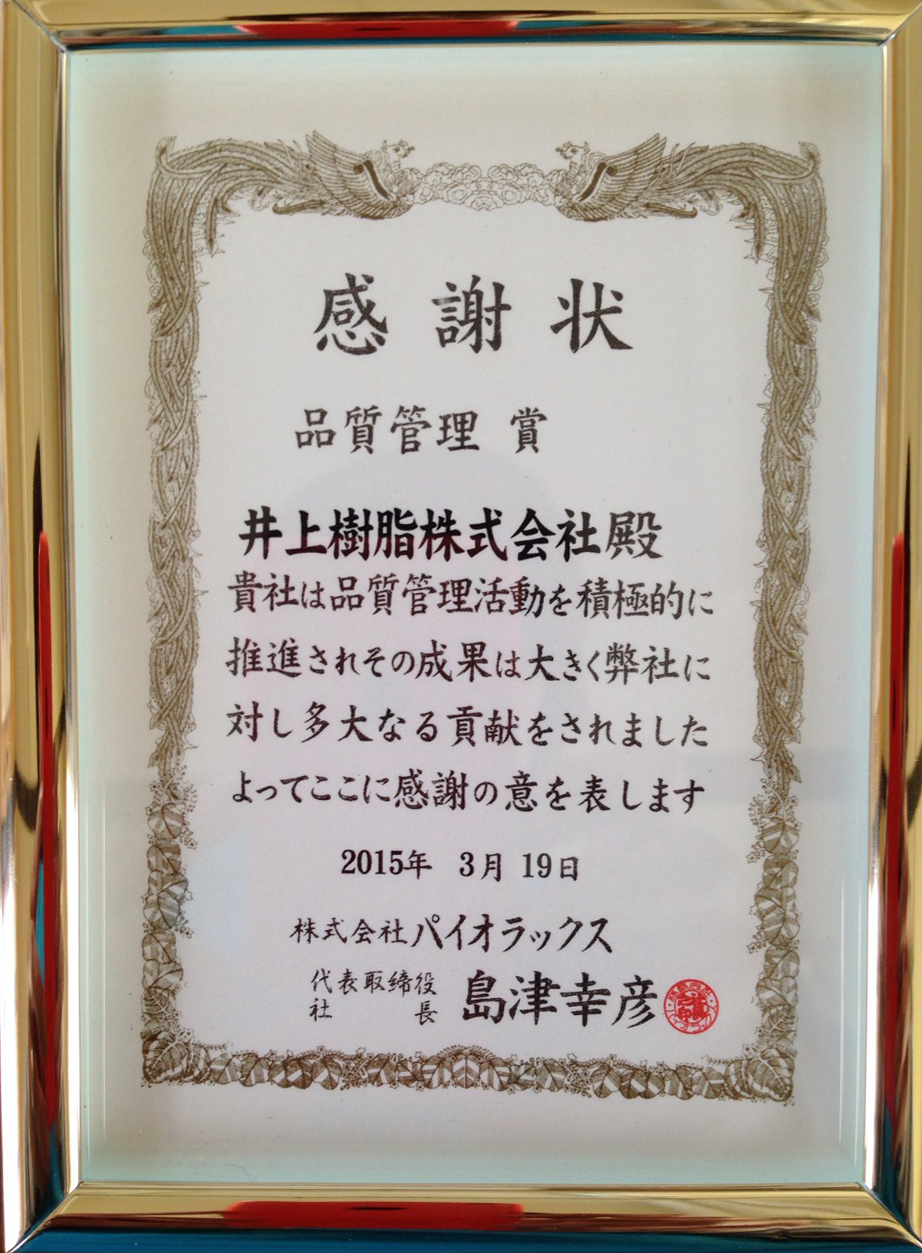 感謝状
品質管理 賞
井上樹脂株式会社殿
貴社は品質管理活動を積極的に
推進されその成果は大きく弊社に
対し多大なる貢献をされました
よってここに感謝の意を表します
2015年 3月 19日
株式会社パイオラックス
代表取締役
社長 島津幸彦